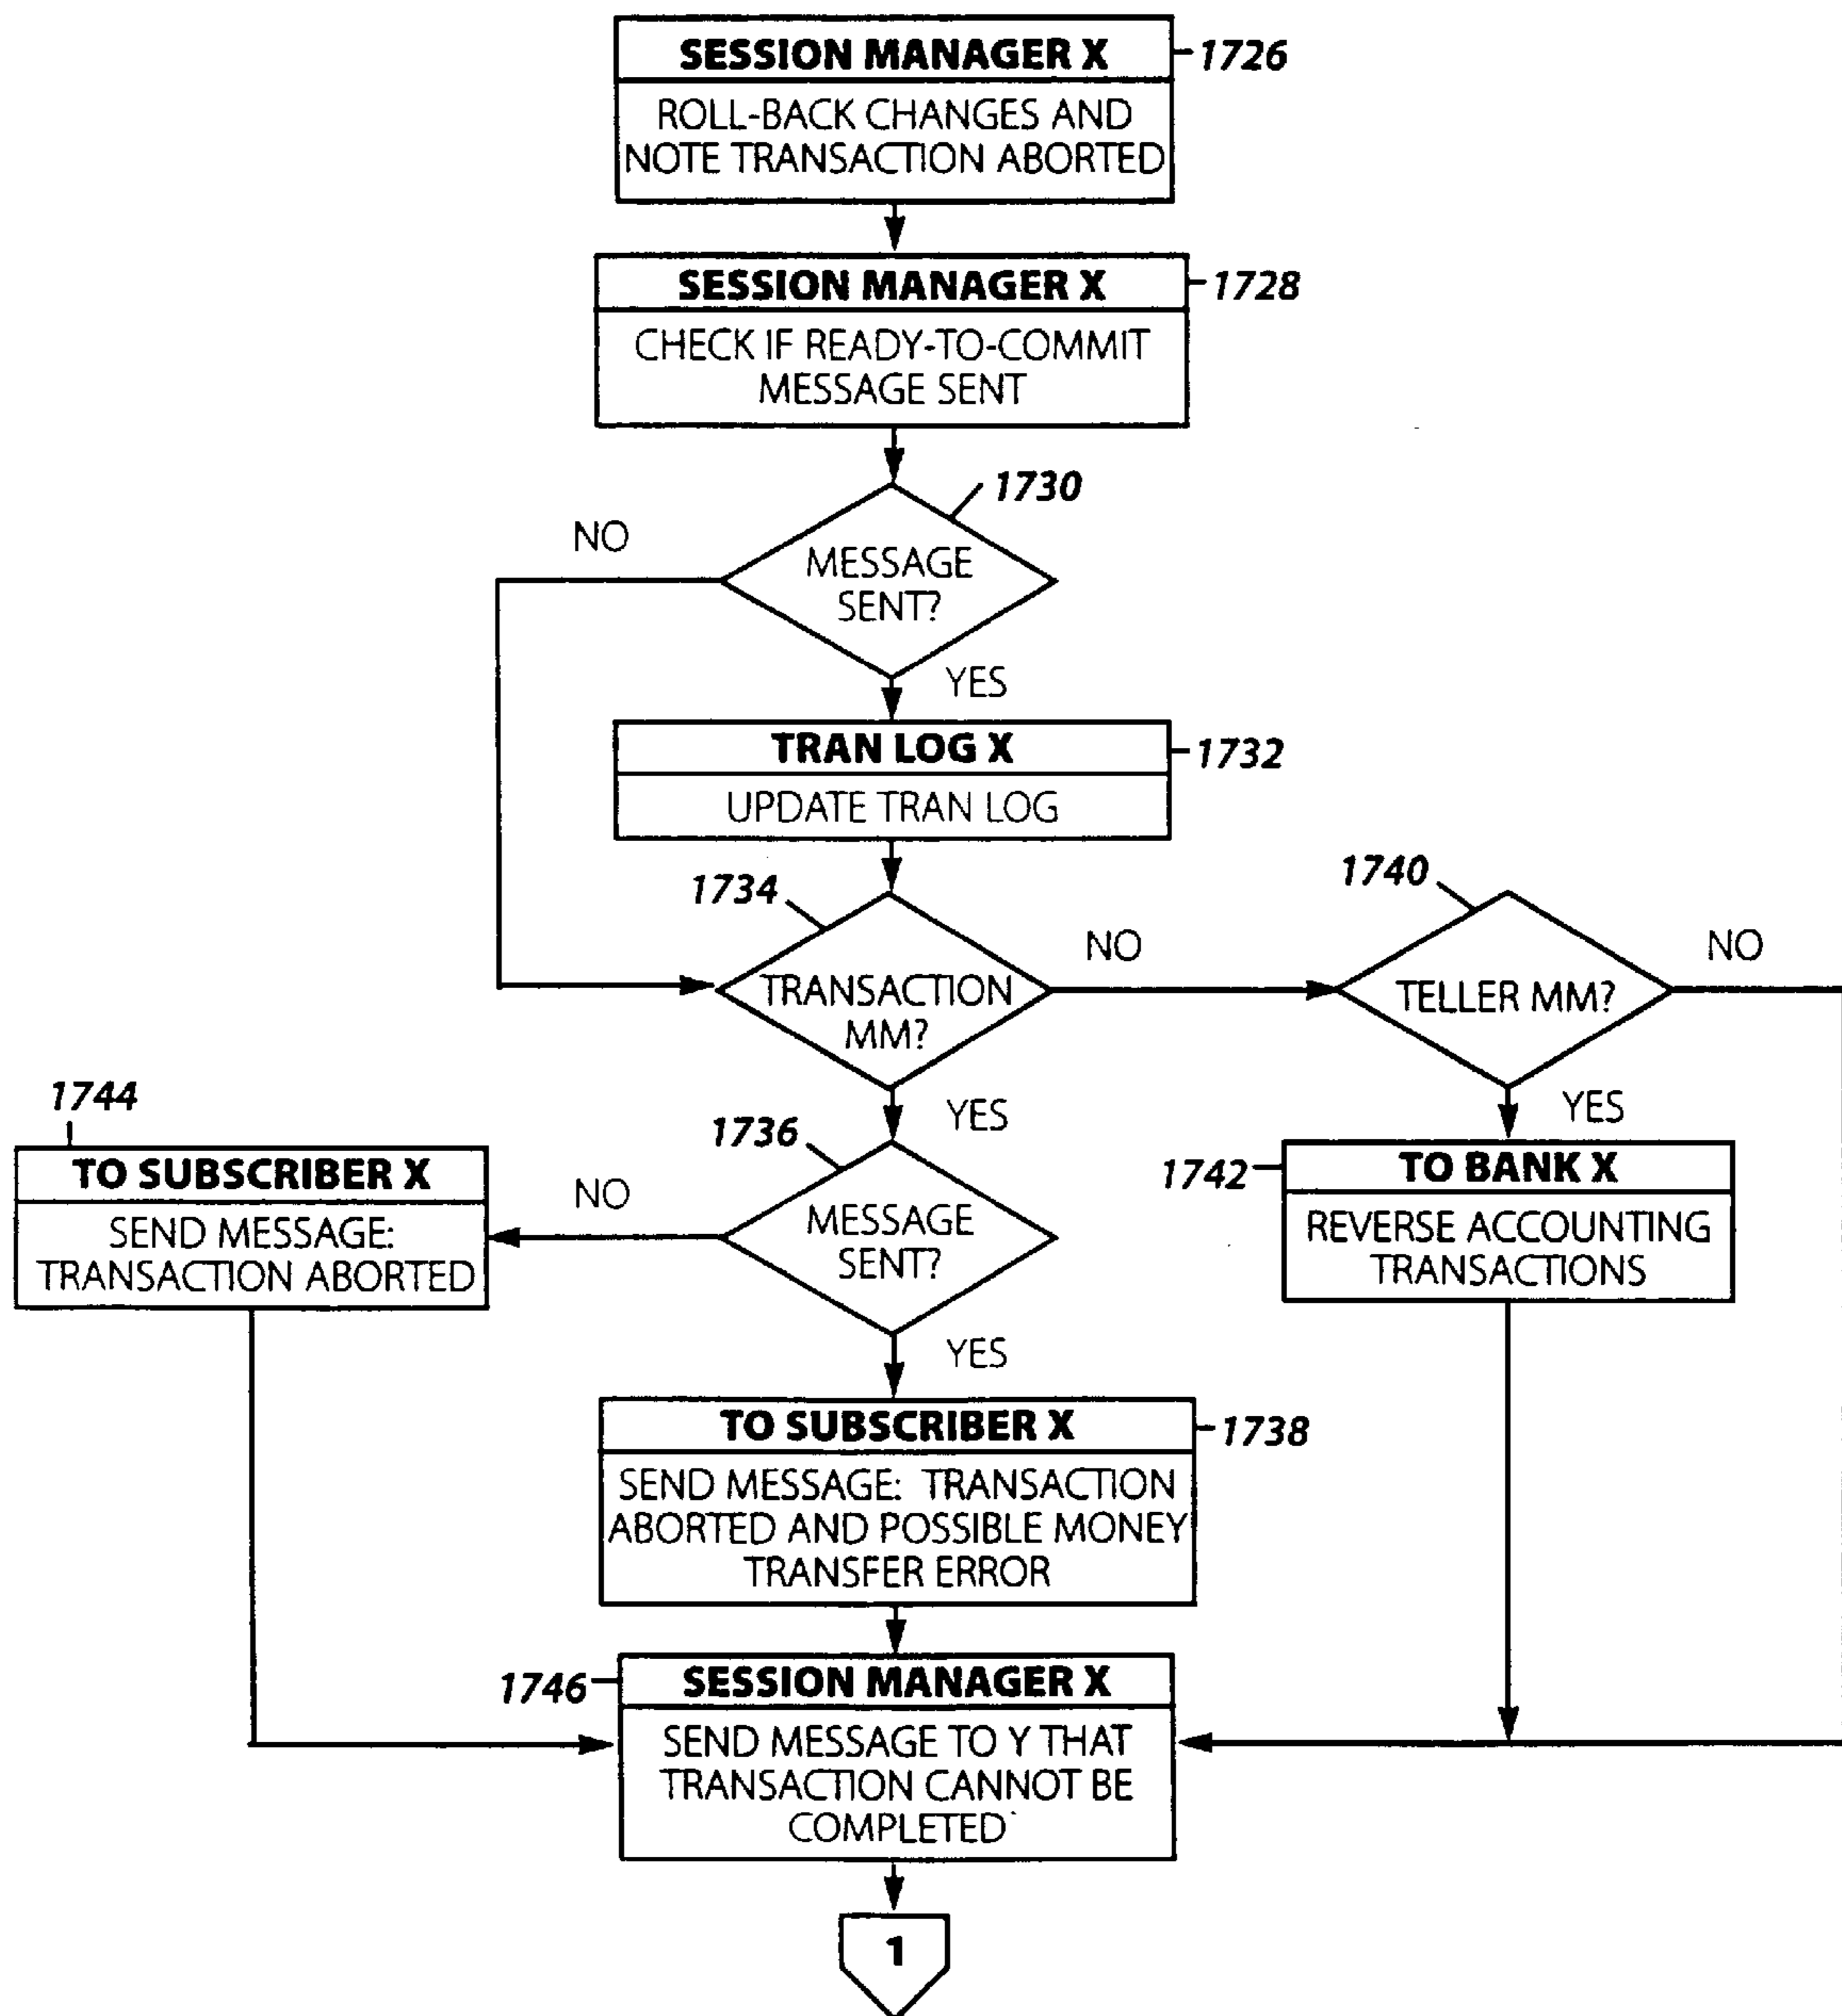 SESSION MANAGER X
1726
ROLL-BACK CHANGES AND
NOTE TRANSACTION ABORTED
SESSION MANAGER X
1728
CHECK IF READY-TO-COMMIT
MESSAGE SENT
1730
NO
MESSAGE
SENT?
YES
TRAN LOG X
1732
UPDATE TRAN LOG
1734
1740
NO
NO
TRANSACTION
MM?
TELLER MM?
1744
YES
YES
1736
TO SUBSCRIBER X
1742
TO BANK X
NO
SEND MESSAGE:
TRANSACTION ABORTED
MESSAGE
SENT?
REVERSE ACCOUNTING
TRANSACTIONS
YES
TO SUBSCRIBER X
1738
SEND MESSAGE: TRANSACTION
ABORTED AND POSSIBLE MONEY
TRANSFER ERROR
1746
SESSION MANAGER X
SEND MESSAGE TO Y THAT
TRANSACTION CANNOT BE
COMPLETED
1